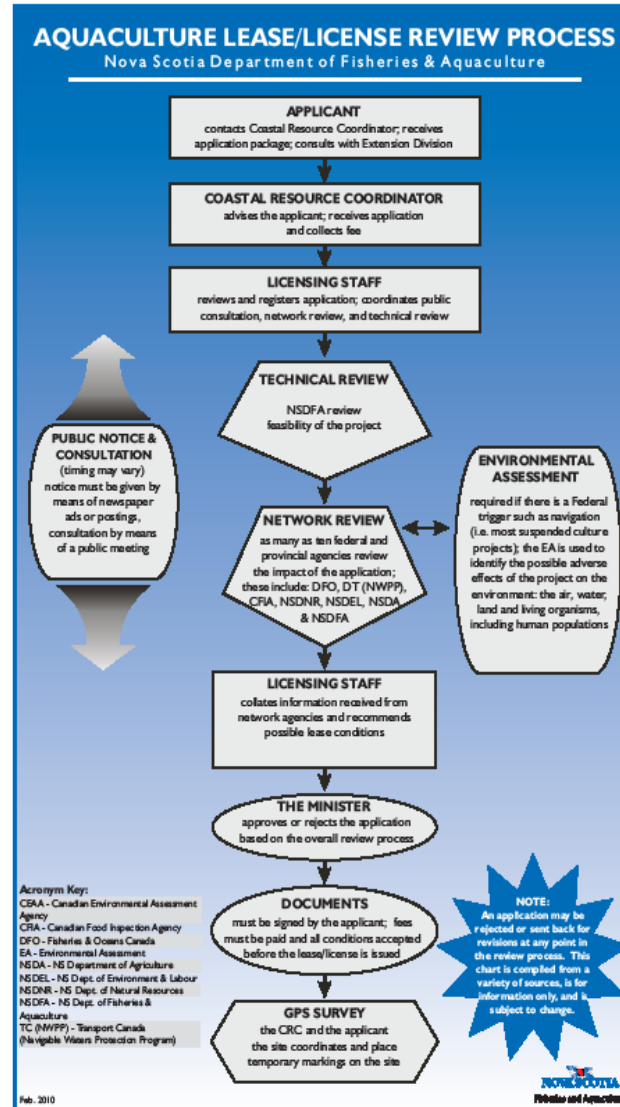 AQUACULTURE LEASE/LICENSE REVIEW PROCESS
Nova Scotia Department of Fisheries & Aquaculture
APPLICANT
contacts Coastal Resource Coordinator; receives
application package; consults with Extension Division
COASTAL RESOURCE COORDINATOR
advises the applicant; receives application
and collects fee
LICENSING STAFF
reviews and registers application; coordinates public
consultation, network review, and technical review
TECHNICAL REVIEW
NSDFA review
feasibility of the project
PUBLIC NOTICE &
CONSULTATION
(timing may vary)
notice must be given by
means of newspaper
ads or postings,
consultation by means
of a public meeting
NETWORK REVIEW
as many as ten federal and
provincial agencies review
the impact of the application;
these include: DFO, DT (NWPP),
CFIA, NSDNR, NSDEL, NSDA
& NSDFA
ENVIRONMENTAL
ASSESSMENT
required if there is a Federal
trigger such as navigation
(i.e. most suspended culture
projects); the EA is used to
identify the possible adverse
effects of the project on the
environment: the air, water,
land and living organisms,
including human populations
LICENSING STAFF
collates information received from
network agencies and recommends
possible lease conditions
THE MINISTER
approves or rejects the application
based on the overall review process
DOCUMENTS
must be signed by the applicant; fees
must be paid and all conditions accepted
before the lease/license is issued
GPS SURVEY
the CRC and the applicant
the site coordinates and place
temporary markings on the site
Acronym Key:
CEAA - Canadian Environmental Assessment
Agency
CFIA - Canadian Food Inspection Agency
DFO - Fisheries & Oceans Canada
EA - Environmental Assessment
NSDA - NS Department of Agriculture
NSDEL - NS Dept. of Environment & Labour
NSDNR - NS Dept. of Natural Resources
NSDFA - NS Dept. of Fisheries &
Aquaculture
TC (NWPP) - Transport Canada
(Navigable Waters Protection Program)
NOTE:
An application may be
rejected or sent back for
revisions at any point in
the review process. This
chart is compiled from a
variety of sources, is for
information only, and is
subject to change.
NOVA SCOTIA
Fisheries and Aquaculture
Feb. 2010